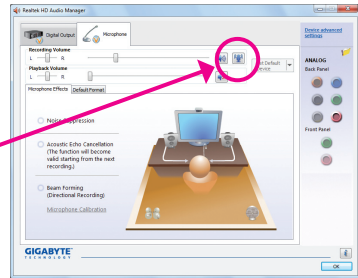 Realtek HD Audio Manager
Digital Output
Microphone
Device advanced
settings
Recording Volume
L
R
Set Default
Device
Playback Volume
L
R
ANALOG
Back Panel
Microphone Effects
Default Format
Noise Suppression
Acoustic Echo Cancellation
(The function will become
valid starting from the next
recording.)
Front Panel
Beam Forming
(Directional Recording)
Microphone Calibration
GIGABYTE
TECHNOLOGY
i
OK